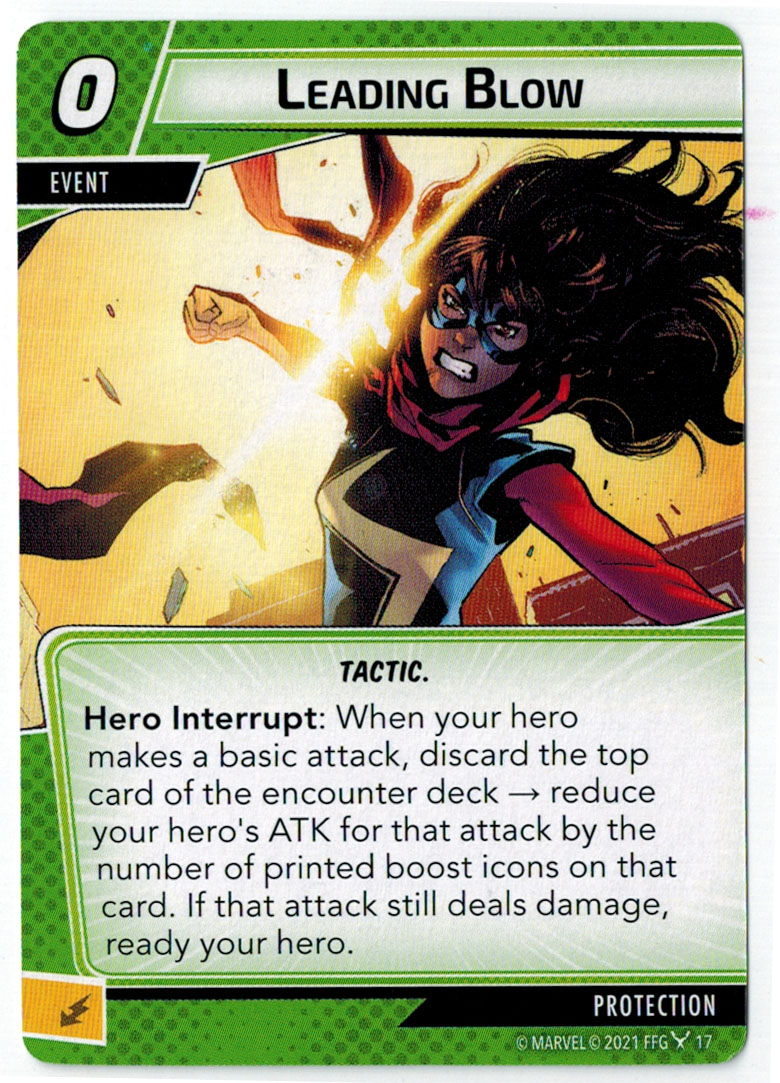 0
LEADING BLOW
EVENT
TACTIC.
Hero Interrupt: When your hero
makes a basic attack, discard the top
card of the encounter deck → reduce
your hero's ATK for that attack by the
number of printed boost icons on that
card. If that attack still deals damage,
ready your hero.
PROTECTION
© MARVEL © 2021 FFG 17